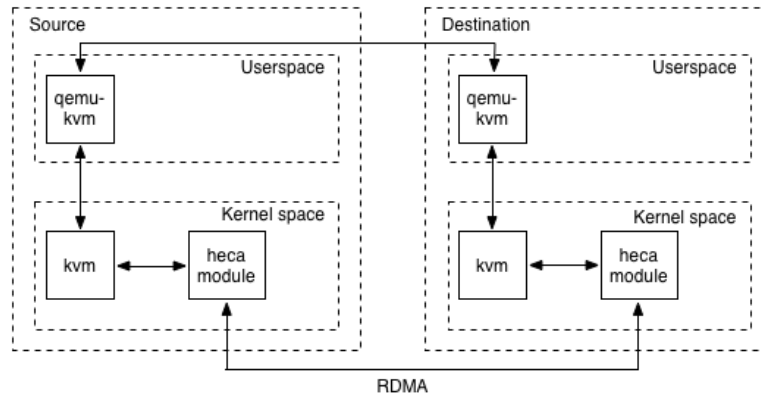 Source
Destination
Userspace
Userspace
qemu-
kvm
qemu-
kvm
Kernel space
Kernel space
kvm
heca
module
kvm
heca
module
RDMA